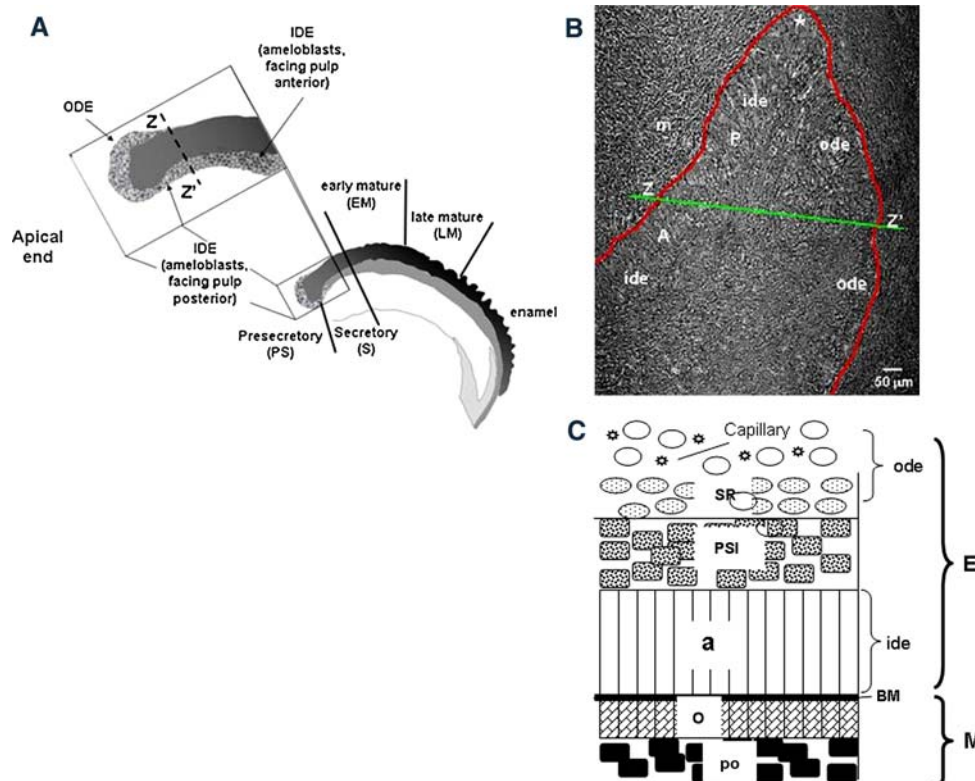 A
IDE
(ameloblasts,
facing pulp
anterior)
ODE
Z
Z'
Apical
end
IDE
(ameloblasts,
facing pulp
posterior)
early mature
(EM)
late mature
(LM)
enamel
Presecretory
(PS)
Secretory
(S)
B
*
ide
m
P
ode
Z
Z'
A
ide
ode
50 µm
C
Capillary
ode
SR
E
PSI
a
ide
BM
O
M
po